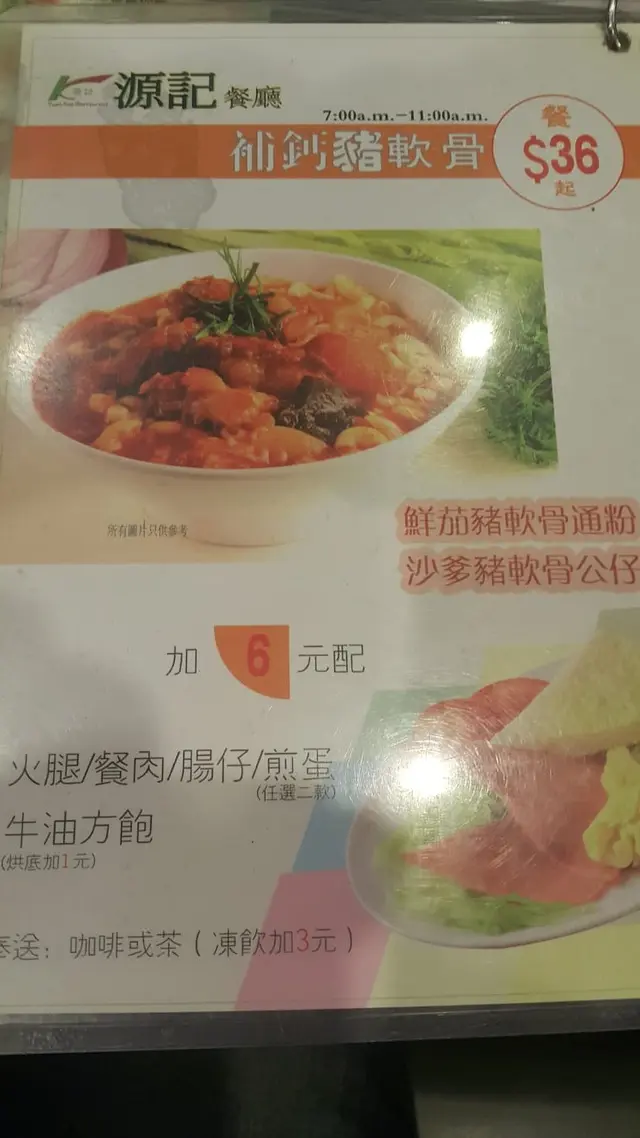 源記餐廳
7:00a.m.-11:00a.m.
補鈣豬軟骨
餐
$36
起
所有圖片只供參考
鮮茄豬軟骨通粉
沙爹豬軟骨公仔
加 6 元配
火腿/餐肉/腸仔/煎蛋
(任選二款)
牛油方飽
(烘底加1元)
送：咖啡或茶（凍飲加3元）